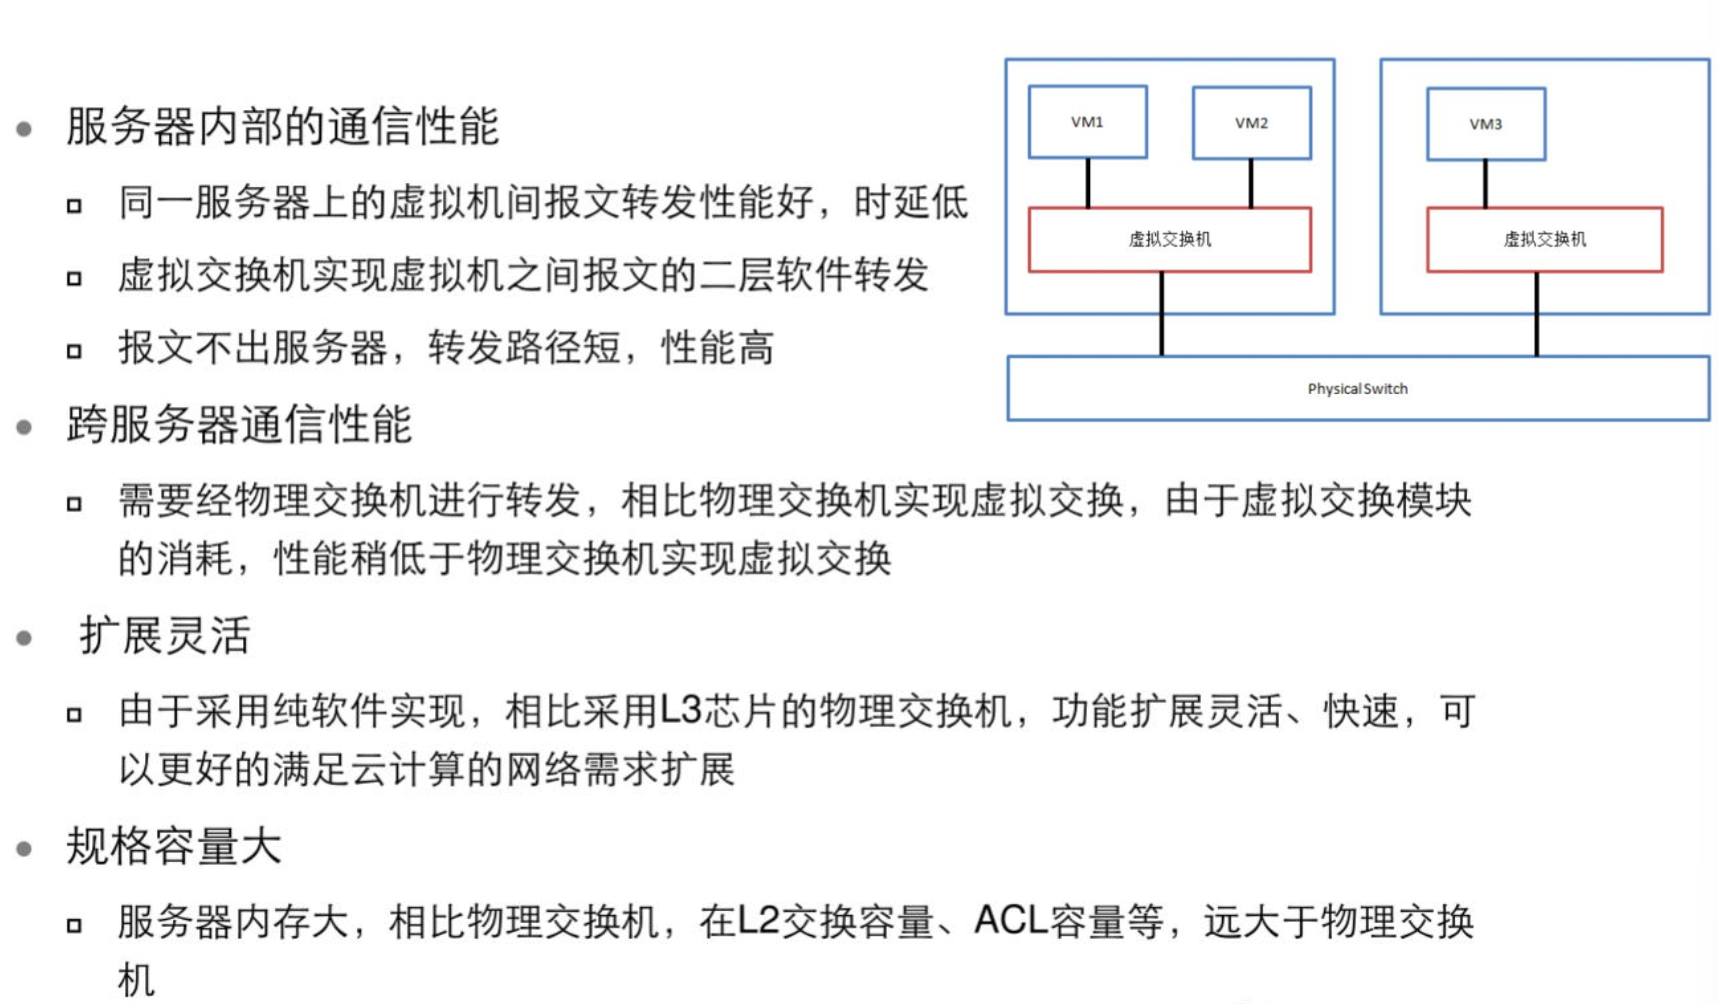 服务器内部的通信性能
同一服务器上的虚拟机间报文转发性能好，时延低
虚拟交换机实现虚拟机之间报文的二层软件转发
报文不出服务器，转发路径短，性能高
跨服务器通信性能
需要经物理交换机进行转发，相比物理交换机实现虚拟交换，由于虚拟交换模块
的消耗，性能稍低于物理交换机实现虚拟交换
扩展灵活
由于采用纯软件实现，相比采用L3芯片的物理交换机，功能扩展灵活、快速，可
以更好的满足云计算的网络需求扩展
规格容量大
服务器内存大，相比物理交换机，在L2交换容量、ACL容量等，远大于物理交换
机
VM1
VM2
VM3
虚拟交换机
虚拟交换机
Physical Switch